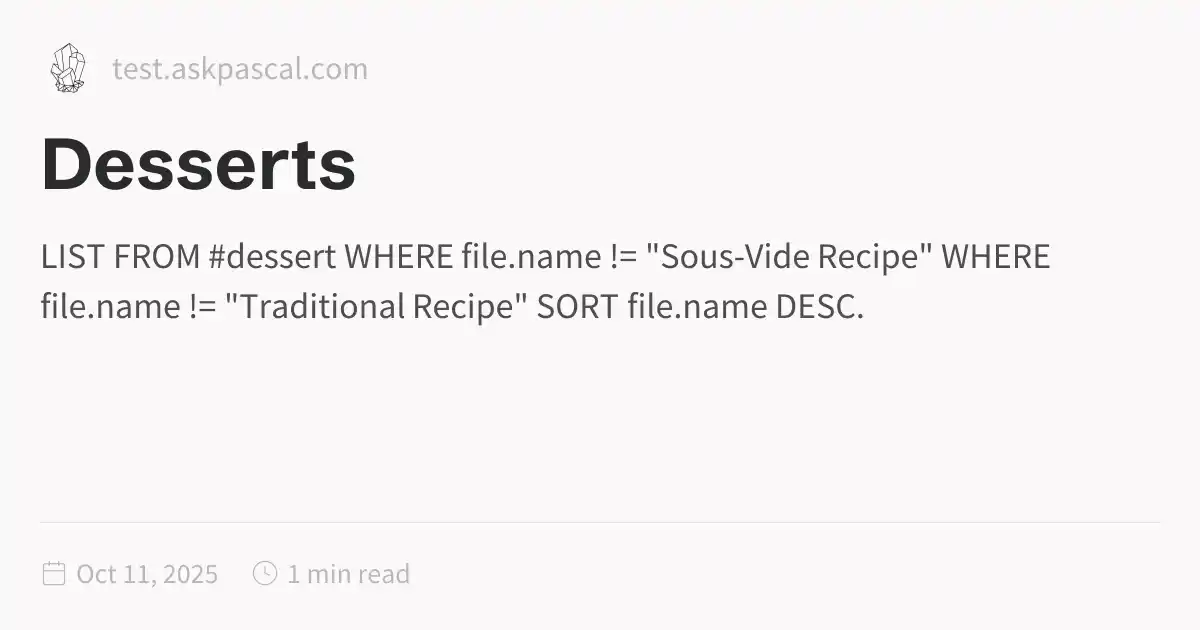 test.askpascal.com
Desserts
LIST FROM #dessert WHERE file.name != "Sous-Vide Recipe" WHERE
file.name != "Traditional Recipe" SORT file.name DESC.
Oct 11, 2025 1 min read